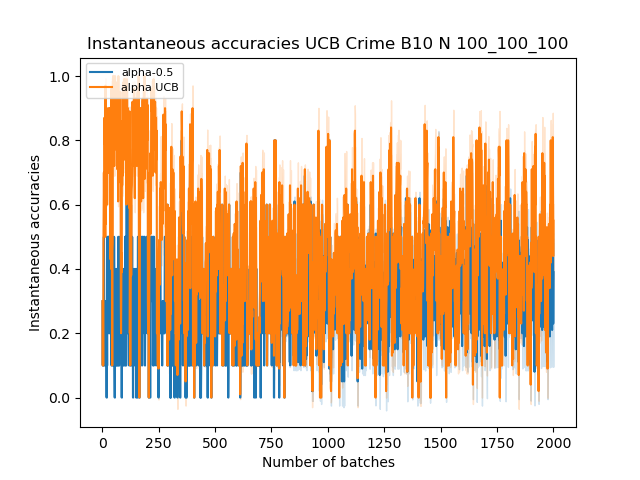 Instantaneous accuracies UCB Crime B10 N 100_100_100
alpha-0.5
alpha UCB
1.0
0.8
0.6
0.4
0.2
0.0
Instantaneous accuracies
0 250 500 750 1000 1250 1500 1750 2000
Number of batches